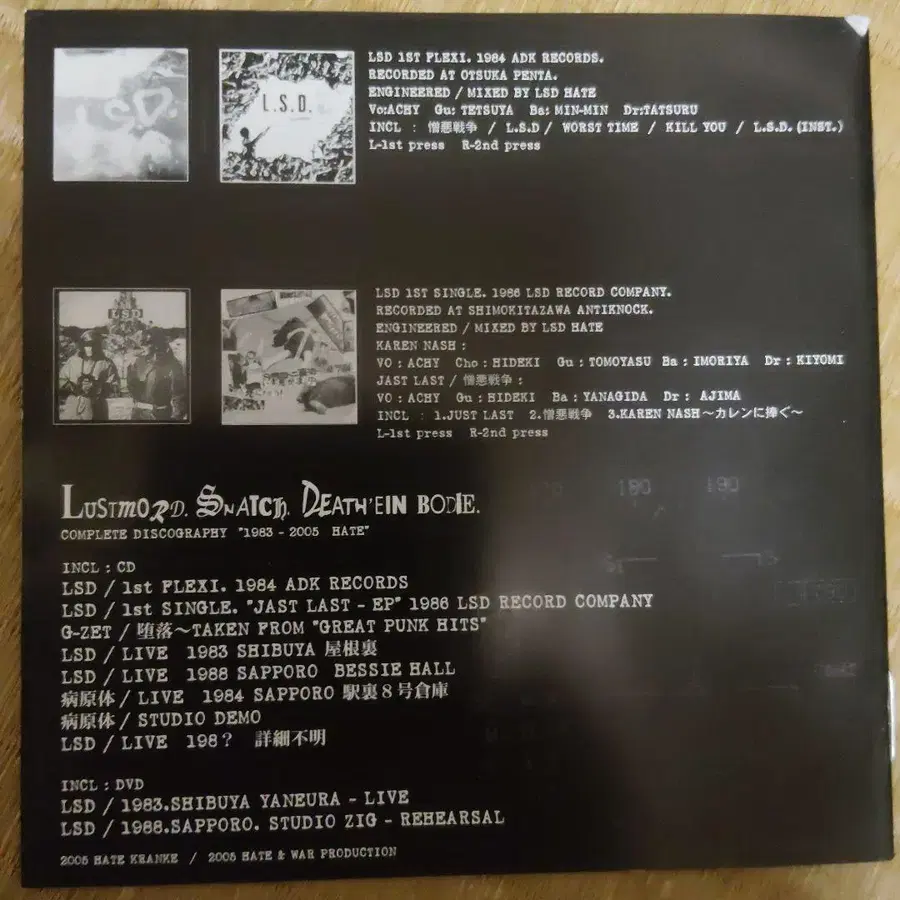 L.S.D.
L.S.D.
LSD 1ST FLEXI. 1984 ADK RECORDS.
RECORDED AT OTSUKA PENTA.
ENGINEERED / MIXED BY LSD HATE
Vo:ACHY Gu: TETSUYA Ba: MIN-MIN Dr:TATSURU
INCL : 憎悪戦争 / L.S.D / WORST TIME / KILL YOU / L.S.D. (INST.)
L-1st press R-2nd press
LSD
LSD 1ST SINGLE. 1986 LSD RECORD COMPANY.
RECORDED AT SHIMOKITAZAWA ANTIKNOCK.
ENGINEERED / MIXED BY LSD HATE
KAREN NASH :
VO : ACHY Cho : HIDEKI Gu : TOMOYASU Ba : IMORIYA Dr : KIYOMI
JAST LAST / 憎悪戦争 :
VO : ACHY Gu : HIDEKI Ba : YANAGIDA Dr : AJIMA
INCL : 1.JUST LAST 2.憎悪戦争 3.KAREN NASH～カレンに捧ぐ～
L-1st press R-2nd press
LUSTMORD. SNATCH. DEATH'EIN BODIE.
COMPLETE DISCOGRAPHY "1983 - 2005 HATE"
INCL : CD
LSD / 1st FLEXI. 1984 ADK RECORDS
LSD / 1st SINGLE. "JAST LAST - EP" 1986 LSD RECORD COMPANY
G-ZET / 堕落～TAKEN FROM "GREAT PUNK HITS"
LSD / LIVE 1983 SHIBUYA 屋根裏
LSD / LIVE 1988 SAPPORO BESSIE HALL
病原体 / LIVE 1984 SAPPORO 駅裏８号倉庫
病原体 / STUDIO DEMO
LSD / LIVE 198？ 詳細不明
INCL : DVD
LSD / 1983.SHIBUYA YANEURA - LIVE
LSD / 1988.SAPPORO. STUDIO ZIG - REHEARSAL
2005 HATE KRANKE / 2005 HATE & WAR PRODUCTION
180
190